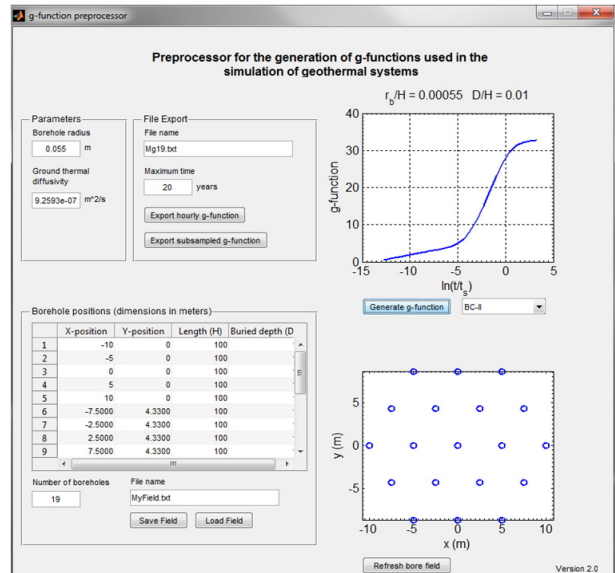 g-function preprocessor
Preprocessor for the generation of g-functions used in the
simulation of geothermal systems
Parameters
Borehole radius
0.055 m
Ground thermal
diffusivity
9.2593e-07 m^2/s
File Export
File name
Mg19.txt
Maximum time
20 years
Export hourly g-function
Export subsampled g-function
r_b/H = 0.00055 D/H = 0.01
g-function
40
30
20
10
0
-15 -10 -5 0 5
ln(t/t_s)
Generate g-function BC-II
Borehole positions (dimensions in meters)
X-position Y-position Length (H) Buried depth (D
1 -10 0 100
2 -5 0 100
3 0 0 100
4 5 0 100
5 10 0 100
6 -7.5000 4.3300 100
7 -2.5000 4.3300 100
8 2.5000 4.3300 100
9 7.5000 4.3300 100
Number of boreholes
19
File name
MyField.txt
Save Field Load Field
y (m)
5
0
-5
-10 -5 0 5 10
x (m)
Refresh bore field
Version 2.0